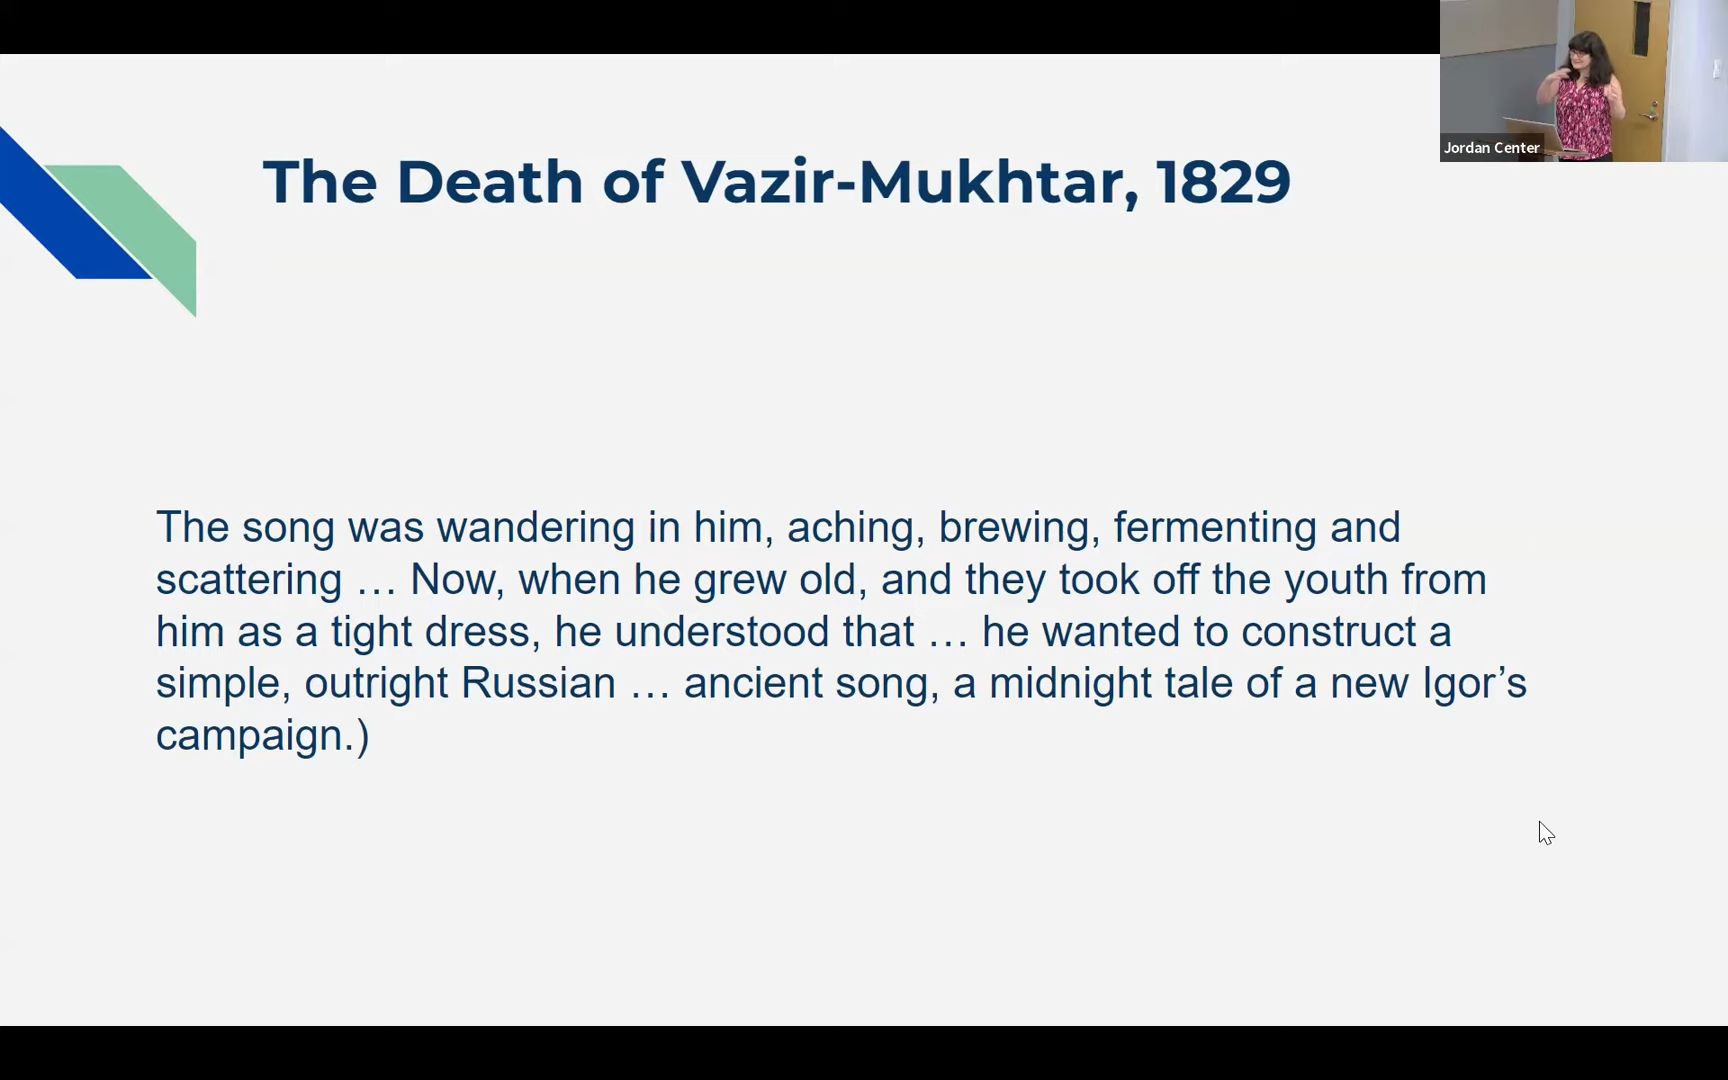 Jordan Center
The Death of Vazir-Mukhtar, 1829
The song was wandering in him, aching, brewing, fermenting and
scattering … Now, when he grew old, and they took off the youth from
him as a tight dress, he understood that … he wanted to construct a
simple, outright Russian … ancient song, a midnight tale of a new Igor’s
campaign.)